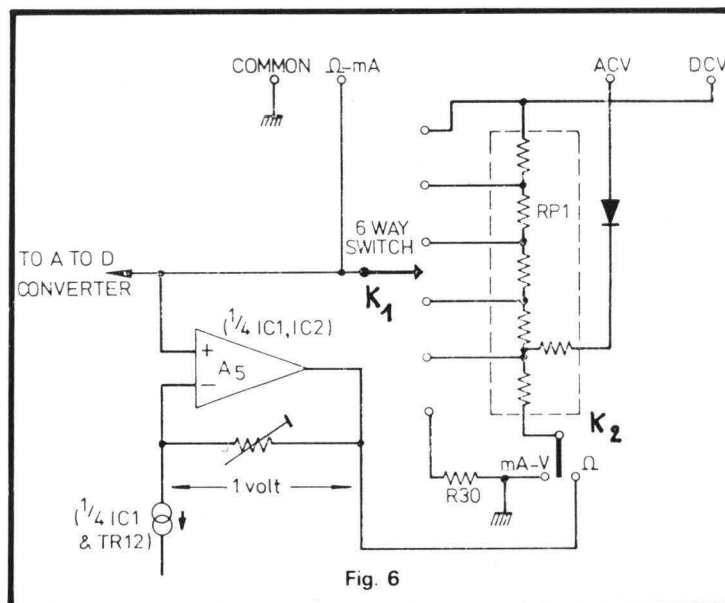 COMMON Ω-mA ACV DCV
RP1
6 WAY
SWITCH
TO A TO D
CONVERTER
K1
(1/4 IC1, IC2)
+
A5
−
K2
mA-V Ω
R30
1 volt
(1/4 IC1
& TR12)
Fig. 6